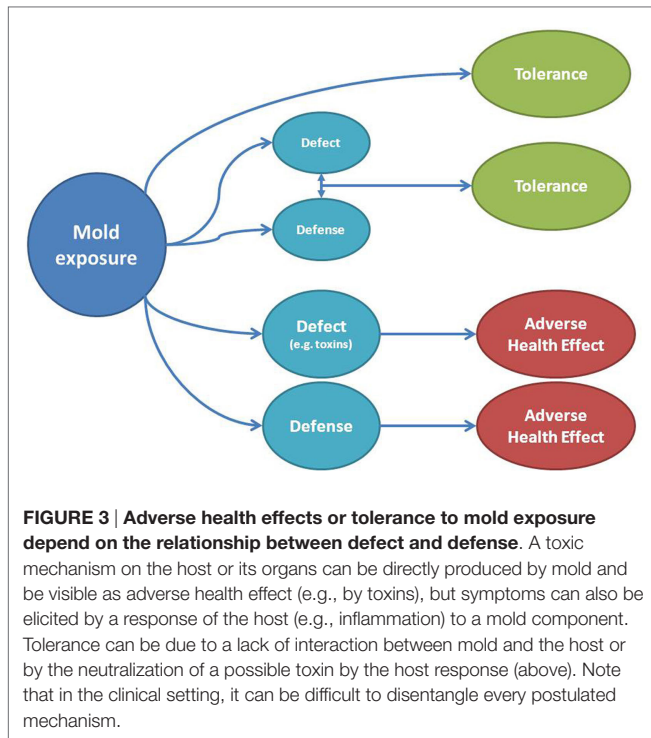 Tolerance
Defect
Tolerance
Mold
exposure
Defense
Defect
(e.g. toxins)
Adverse
Health Effect
Defense
Adverse
Health Effect
FIGURE 3 | Adverse health effects or tolerance to mold exposure
depend on the relationship between defect and defense. A toxic
mechanism on the host or its organs can be directly produced by mold and
be visible as adverse health effect (e.g., by toxins), but symptoms can also be
elicited by a response of the host (e.g., inflammation) to a mold component.
Tolerance can be due to a lack of interaction between mold and the host or
by the neutralization of a possible toxin by the host response (above). Note
that in the clinical setting, it can be difficult to disentangle every postulated
mechanism.